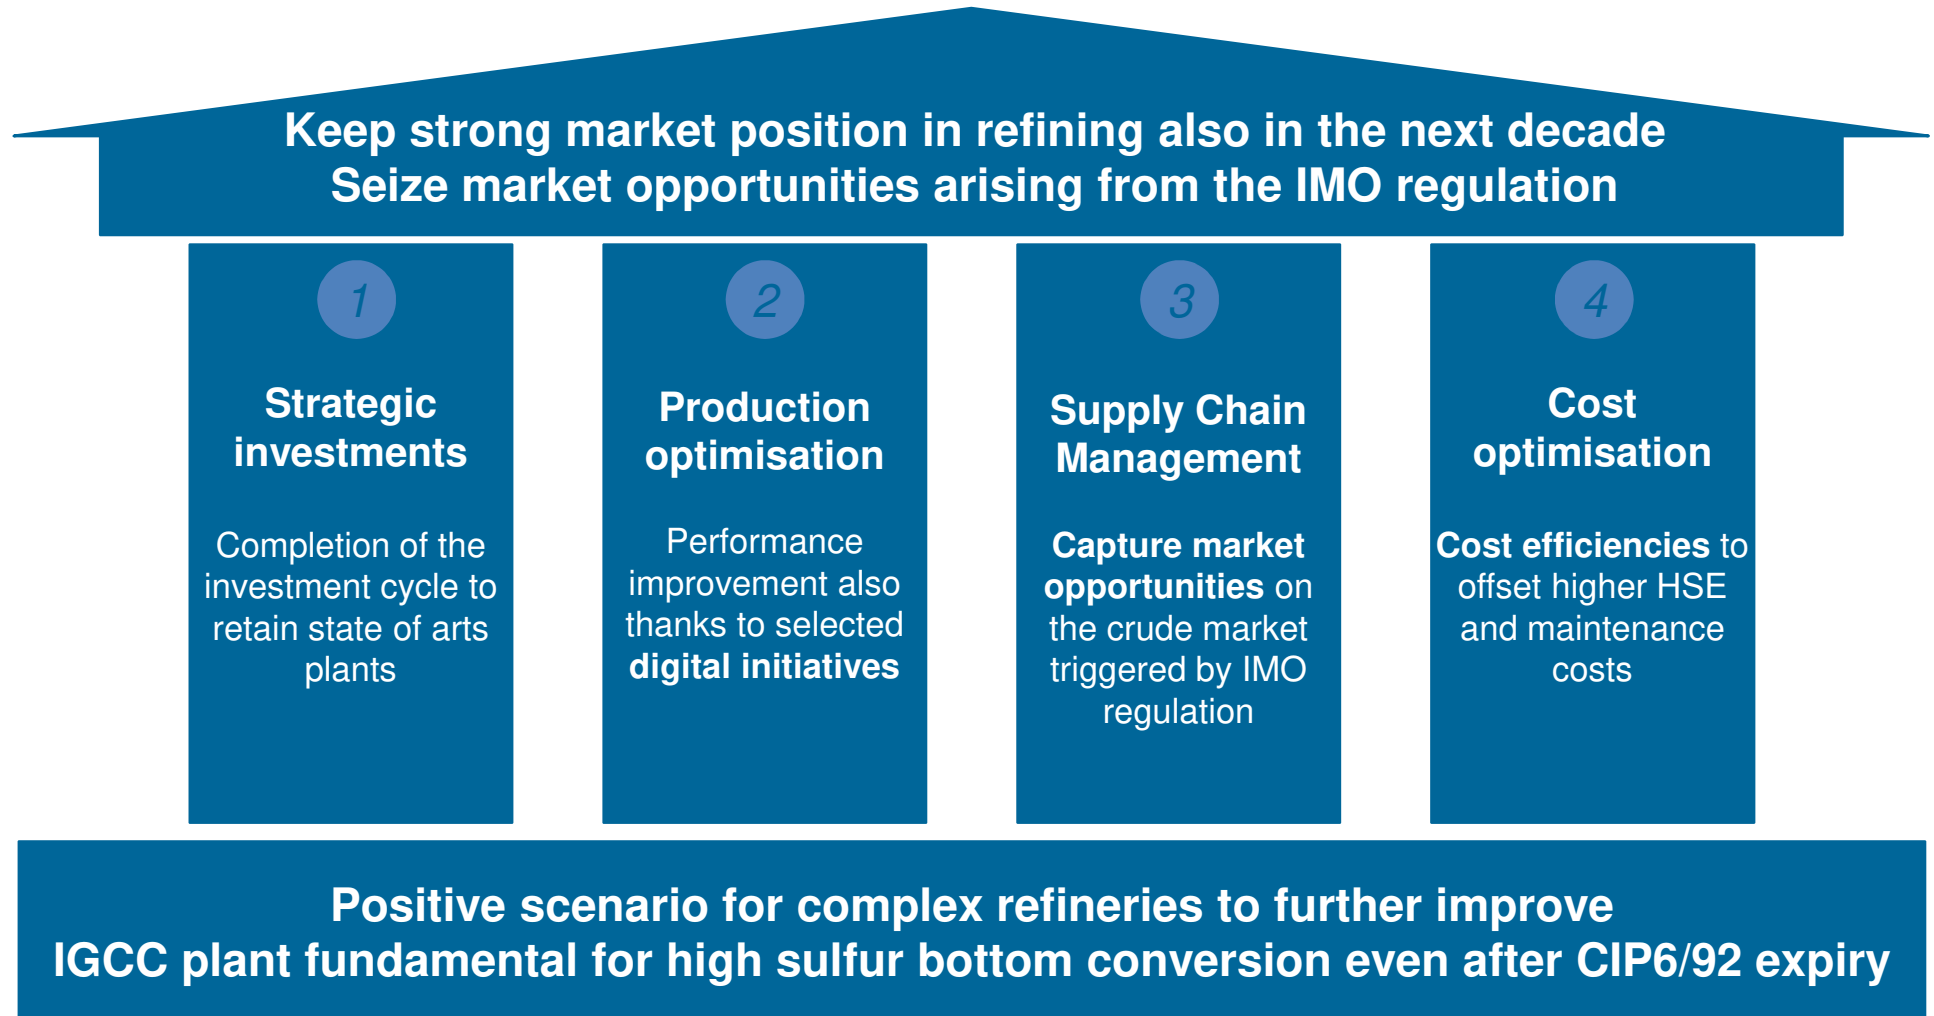 Keep strong market position in refining also in the next decade
Seize market opportunities arising from the IMO regulation
1
Strategic
investments
Completion of the
investment cycle to
retain state of arts
plants
2
Production
optimisation
Performance
improvement also
thanks to selected
digital initiatives
3
Supply Chain
Management
Capture market
opportunities on
the crude market
triggered by IMO
regulation
4
Cost
optimisation
Cost efficiencies to
offset higher HSE
and maintenance
costs
Positive scenario for complex refineries to further improve
IGCC plant fundamental for high sulfur bottom conversion even after CIP6/92 expiry